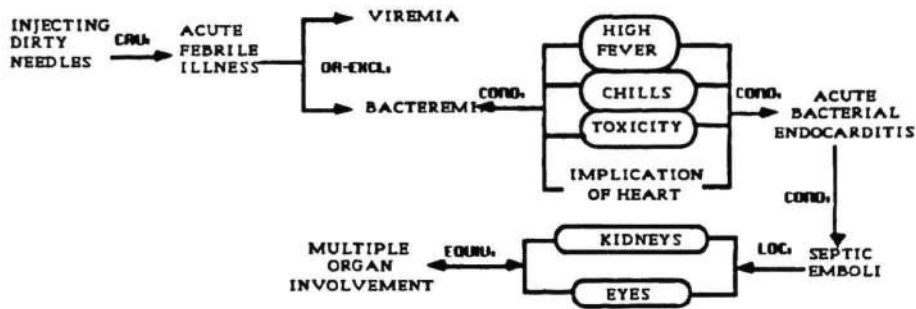 INJECTING
DIRTY
NEEDLES
CAU:
ACUTE
FEBRILE
ILLNESS
OR-EXCL:
VIREMIA
BACTEREMI
COND:
HIGH
FEVER
CHILLS
TOXICITY
IMPLICATION
OF HEART
COND:
ACUTE
BACTERIAL
ENDOCARDITIS
COND:
SEPTIC
EMBOLI
LOC:
KIDNEYS
EYES
EQUIV:
MULTIPLE
ORGAN
INVOLVEMENT